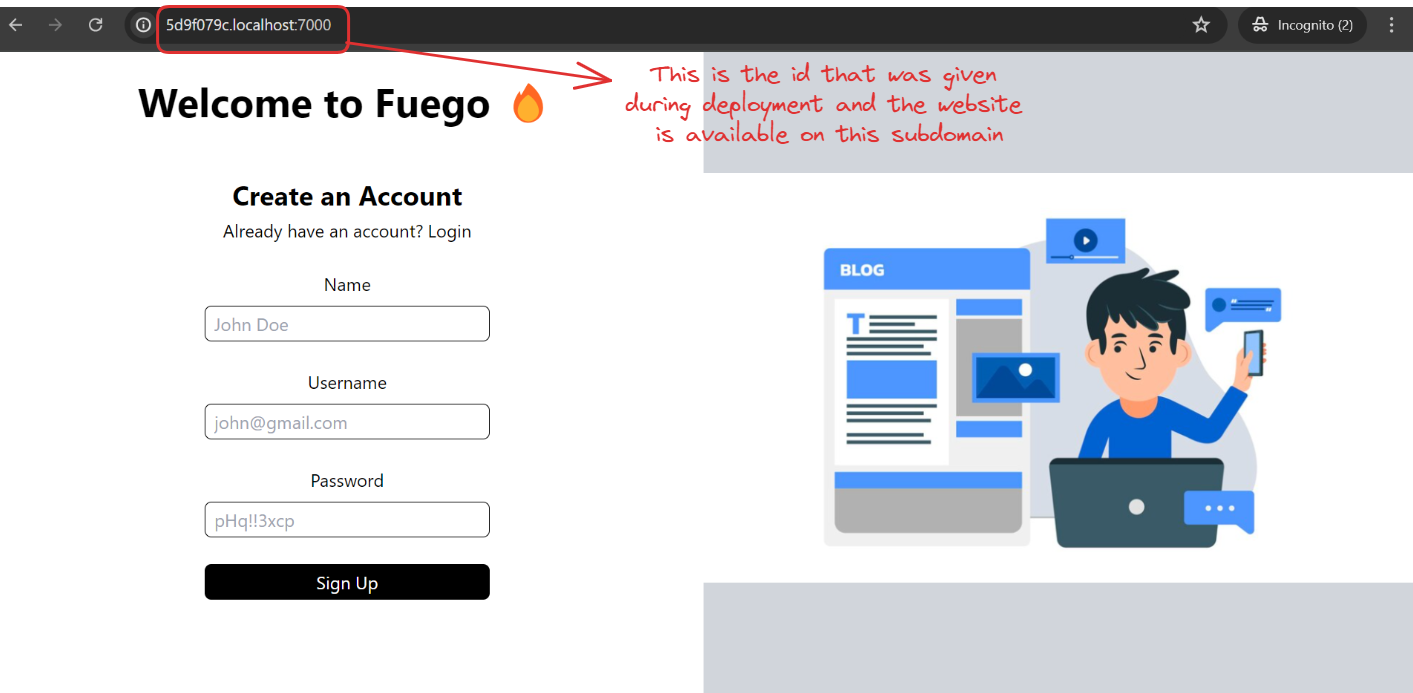 5d9f079c.localhost:7000
Incognito (2)
This is the id that was given
during deployment and the website
is available on this subdomain
Welcome to Fuego 🔥
Create an Account
Already have an account? Login
Name
John Doe
Username
john@gmail.com
Password
pHq!!3xcp
Sign Up
BLOG
T